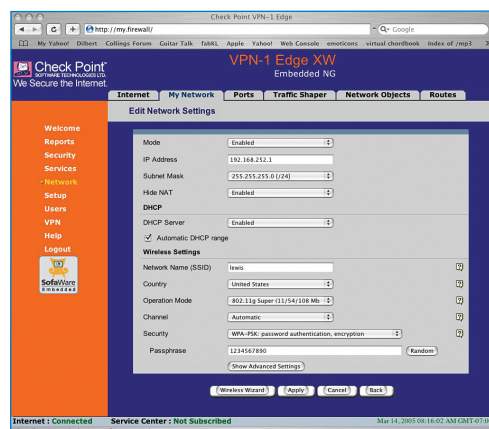 Check Point VPN-1 Edge
http://my.firewall/
Google
My Yahoo! Dilbert Collings Forum Guitar Talk fabKL Apple Yahoo! Web Console emoticons virtual chordbook Index of /mp3
Check Point
SOFTWARE TECHNOLOGIES LTD.
We Secure the Internet.
VPN-1 Edge XW
Embedded NG
Internet My Network Ports Traffic Shaper Network Objects Routes
Edit Network Settings
Welcome
Reports
Security
Services
Network
Setup
Users
VPN
Help
Logout
SofaWare
Embedded
Mode Enabled
IP Address 192.168.252.1
Subnet Mask 255.255.255.0 (/24)
Hide NAT Enabled
DHCP
DHCP Server Enabled
Automatic DHCP range
Wireless Settings
Network Name (SSID) lewis ?
Country United States ?
Operation Mode 802.11g Super (11/54/108 Mb ?
Channel Automatic ?
Security WPA-PSK: password authentication, encryption ?
Passphrase 1234567890 Random
Show Advanced Settings
Wireless Wizard Apply Cancel Back
Internet : Connected Service Center : Not Subscribed Mar 14, 2005 08:16:02 AM GMT-07:0